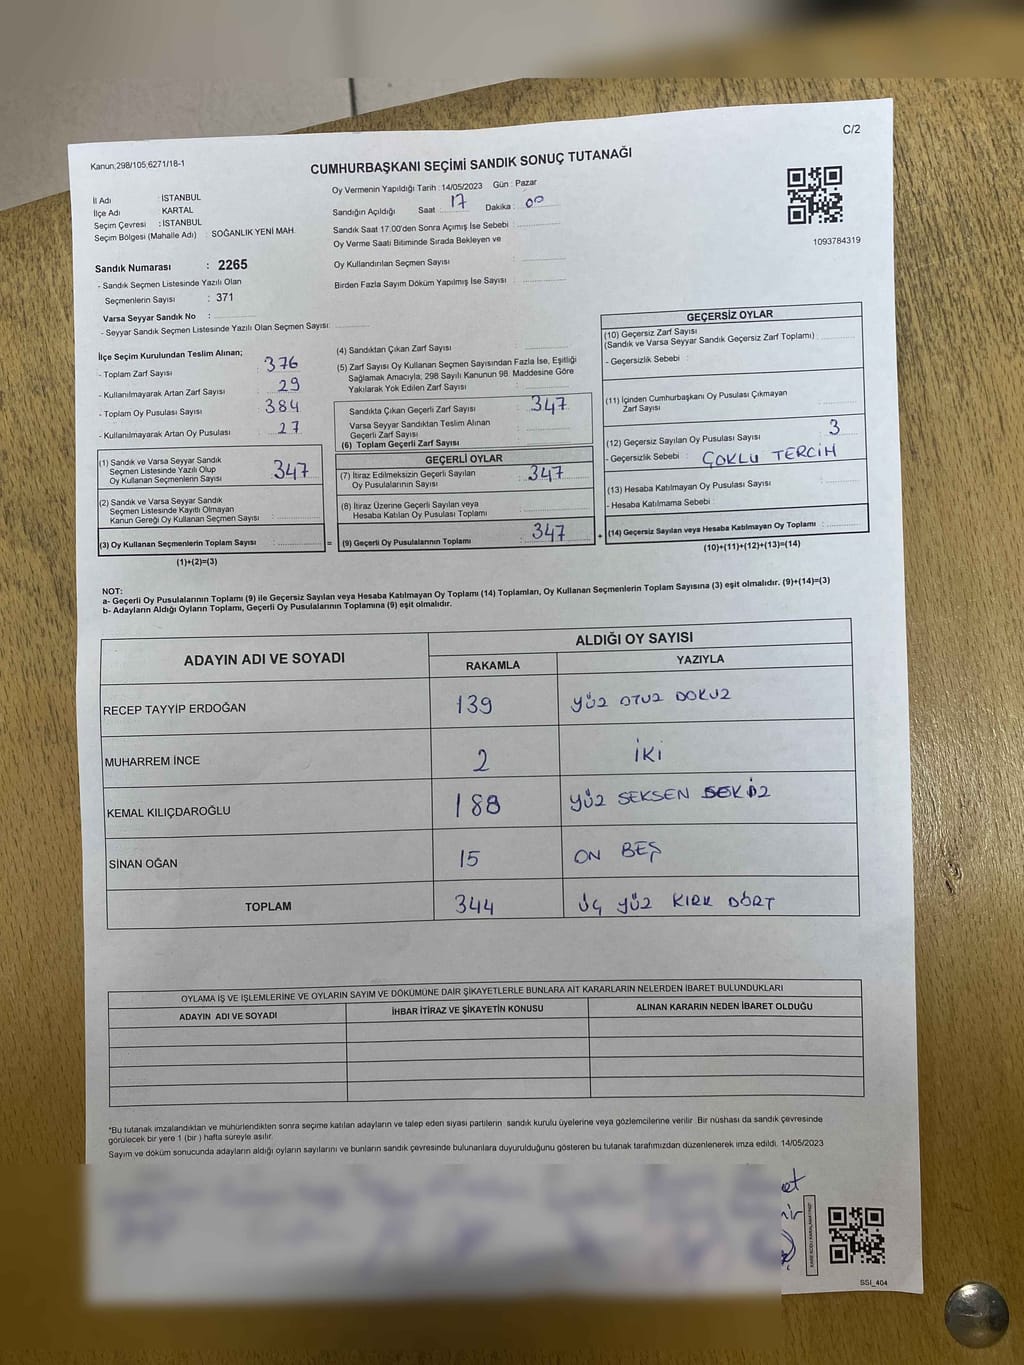 C/2
Kanun;298/105,6271/18-1
CUMHURBAŞKANI SEÇİMİ SANDIK SONUÇ TUTANAĞI
İl Adı : İSTANBUL
İlçe Adı : KARTAL
Seçim Çevresi : İSTANBUL
Seçim Bölgesi (Mahalle Adı) : SOĞANLIK YENİ MAH.
Sandık Numarası : 2265
- Sandık Seçmen Listesinde Yazılı Olan
Seçmenlerin Sayısı : 371
Varsa Seyyar Sandık No :
- Seyyar Sandık Seçmen Listesinde Yazılı Olan Seçmen Sayısı:
Oy Vermenin Yapıldığı Tarih : 14/05/2023 Gün : Pazar
Sandığın Açıldığı Saat : 17 Dakika : 00
Sandık Saat 17:00'den Sonra Açımış İse Sebebi :
Oy Verme Saati Bitiminde Sırada Bekleyen ve
Oy Kullandırılan Seçmen Sayısı :
Birden Fazla Sayım Döküm Yapılmış İse Sayısı :
1093784319
İlçe Seçim Kurulundan Teslim Alınan;
- Toplam Zarf Sayısı : 376
- Kullanılmayarak Artan Zarf Sayısı : 29
- Toplam Oy Pusulası Sayısı : 384
- Kullanılmayarak Artan Oy Pusulası : 27
(1) Sandık ve Varsa Seyyar Sandık
Seçmen Listesinde Yazılı Olup
Oy Kullanan Seçmenlerin Sayısı : 347
(2) Sandık ve Varsa Seyyar Sandık
Seçmen Listesinde Kayıtlı Olmayan
Kanun Gereği Oy Kullanan Seçmen Sayısı :
(3) Oy Kullanan Seçmenlerin Toplam Sayısı :
(1)+(2)=(3)
(4) Sandıktan Çıkan Zarf Sayısı :
(5) Zarf Sayısı Oy Kullanan Seçmen Sayısından Fazla İse, Eşitliği
Sağlamak Amacıyla; 298 Sayılı Kanunun 98. Maddesine Göre
Yakılarak Yok Edilen Zarf Sayısı :
Sandıkta Çıkan Geçerli Zarf Sayısı : 347
Varsa Seyyar Sandıktan Teslim Alınan
Geçerli Zarf Sayısı :
(6) Toplam Geçerli Zarf Sayısı :
GEÇERLİ OYLAR
(7) İtiraz Edilmeksizin Geçerli Sayılan
Oy Pusulalarının Sayısı : 347
(8) İtiraz Üzerine Geçerli Sayılan veya
Hesaba Katılan Oy Pusulası Toplamı :
= (9) Geçerli Oy Pusulalarının Toplamı : 347 +
GEÇERSİZ OYLAR
(10) Geçersiz Zarf Sayısı
(Sandık ve Varsa Seyyar Sandık Geçersiz Zarf Toplamı) :
- Geçersizlik Sebebi :
(11) İçinden Cumhurbaşkanı Oy Pusulası Çıkmayan
Zarf Sayısı :
(12) Geçersiz Sayılan Oy Pusulası Sayısı : 3
- Geçersizlik Sebebi : ÇOKLU TERCİH
(13) Hesaba Katılmayan Oy Pusulası Sayısı :
- Hesaba Katılmama Sebebi :
(14) Geçersiz Sayılan veya Hesaba Katılmayan Oy Toplamı :
(10)+(11)+(12)+(13)=(14)
NOT:
a- Geçerli Oy Pusulalarının Toplamı (9) ile Geçersiz Sayılan veya Hesaba Katılmayan Oy Toplamı (14) Toplamları, Oy Kullanan Seçmenlerin Toplam Sayısına (3) eşit olmalıdır. (9)+(14)=(3)
b- Adayların Aldığı Oyların Toplamı, Geçerli Oy Pusulalarının Toplamına (9) eşit olmalıdır.
ADAYIN ADI VE SOYADI
ALDIĞI OY SAYISI
RAKAMLA YAZIYLA
RECEP TAYYİP ERDOĞAN 139 YÜZ OTUZ DOKUZ
MUHARREM İNCE 2 İKİ
KEMAL KILIÇDAROĞLU 188 YÜZ SEKSEN SEKİZ
SİNAN OĞAN 15 ON BEŞ
TOPLAM 344 ÜÇ YÜZ KIRK DÖRT
OYLAMA İŞ VE İŞLEMLERİNE VE OYLARIN SAYIM VE DÖKÜMÜNE DAİR ŞİKAYETLERLE BUNLARA AİT KARARLARIN NELERDEN İBARET BULUNDUKLARI
ADAYIN ADI VE SOYADI İHBAR İTİRAZ VE ŞİKAYETİN KONUSU ALINAN KARARIN NEDEN İBARET OLDUĞU
*Bu tutanak imzalandıktan ve mühürlendikten sonra seçime katılan adayların ve talep eden siyasi partilerin sandık kurulu üyelerine veya gözlemcilerine verilir. Bir nüshası da sandık çevresinde
görülecek bir yere 1 (bir ) hafta süreyle asılır.
Sayım ve döküm sonucunda adayların aldığı oyların sayılarını ve bunların sandık çevresinde bulunanlara duyurulduğunu gösteren bu tutanak tarafımızdan düzenlenerek imza edildi. 14/05/2023
SSI_404